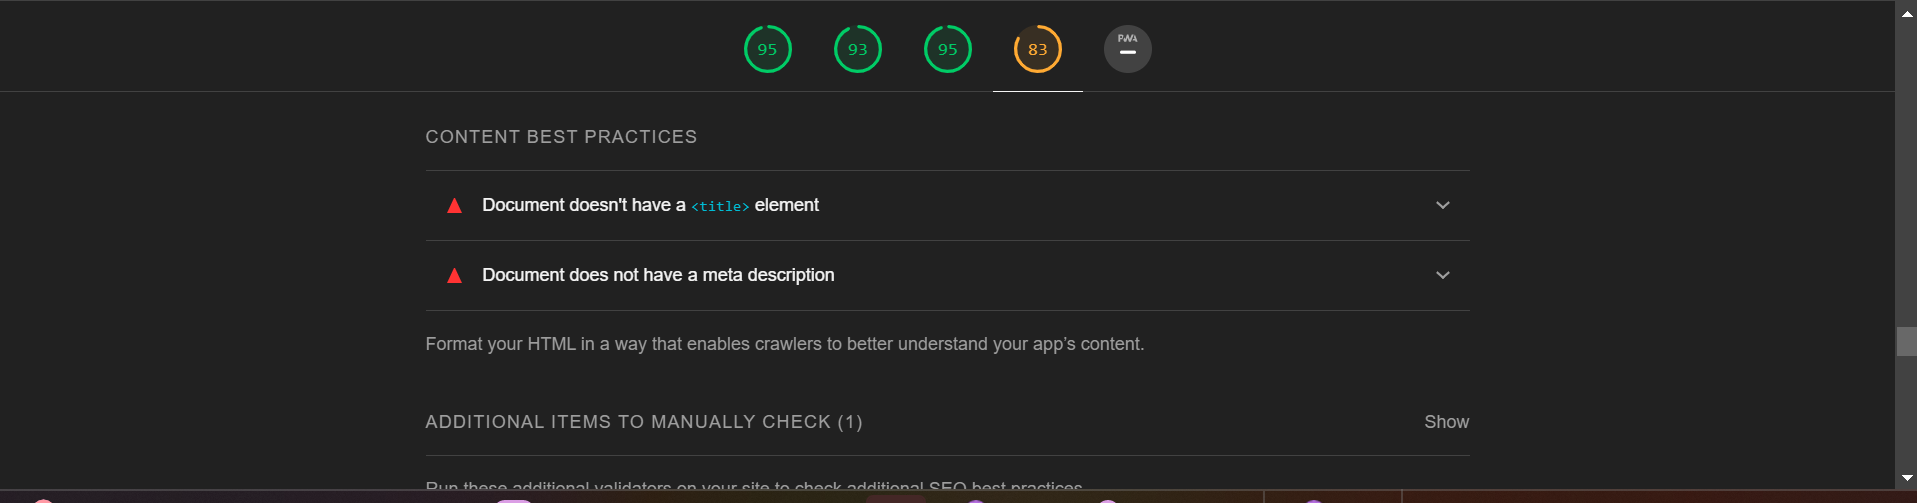 95 93 95 83 PWA
CONTENT BEST PRACTICES
Document doesn't have a <title> element
Document does not have a meta description
Format your HTML in a way that enables crawlers to better understand your app’s content.
ADDITIONAL ITEMS TO MANUALLY CHECK (1) Show
Run these additional validators on your site to check additional SEO best practices.